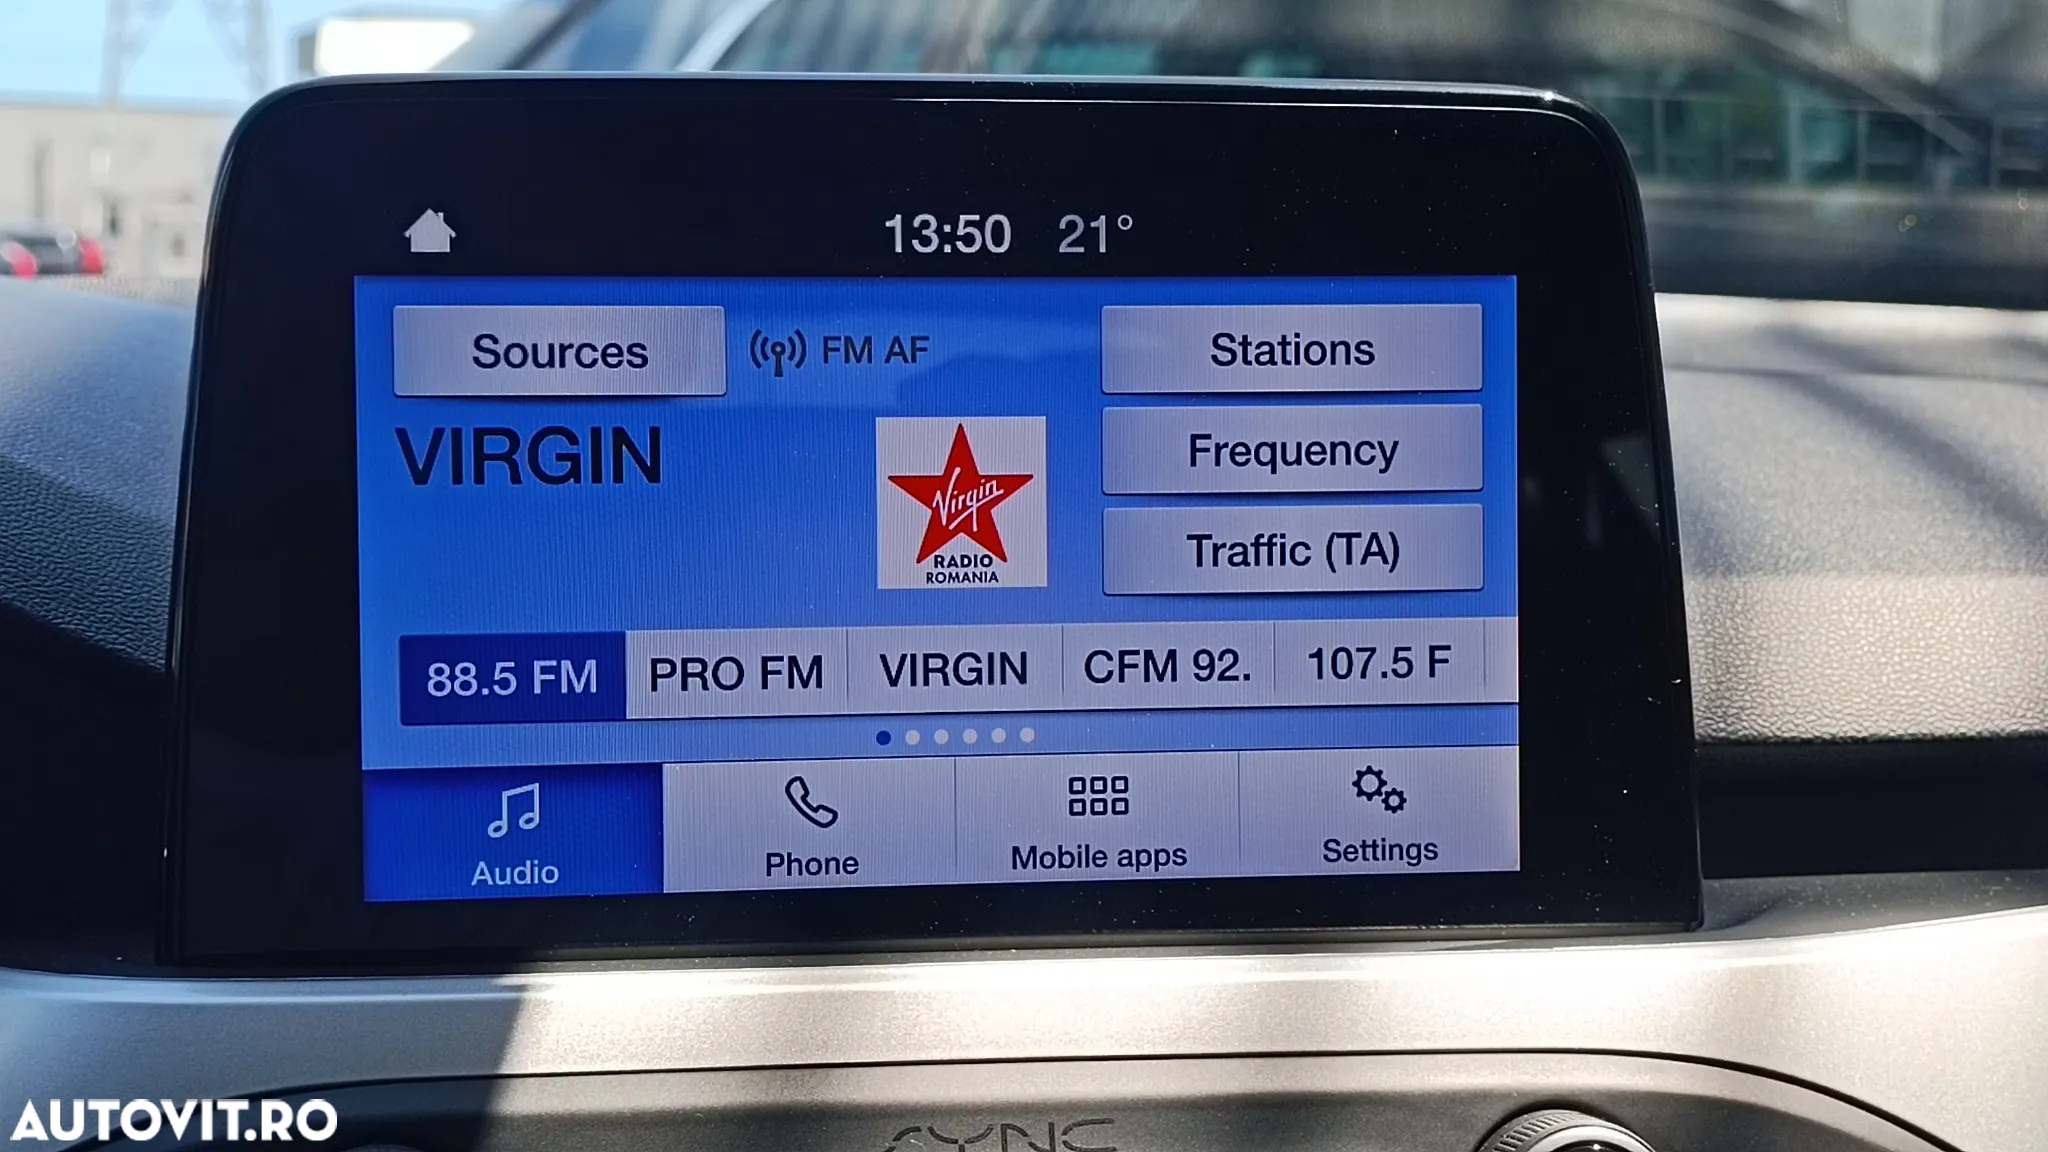 13:50 21°
Sources FM AF Stations
VIRGIN
Frequency
Virgin
RADIO
ROMANIA
Traffic (TA)
88.5 FM PRO FM VIRGIN CFM 92. 107.5 F
Audio Phone Mobile apps Settings
SYNC
AUTOVIT.RO